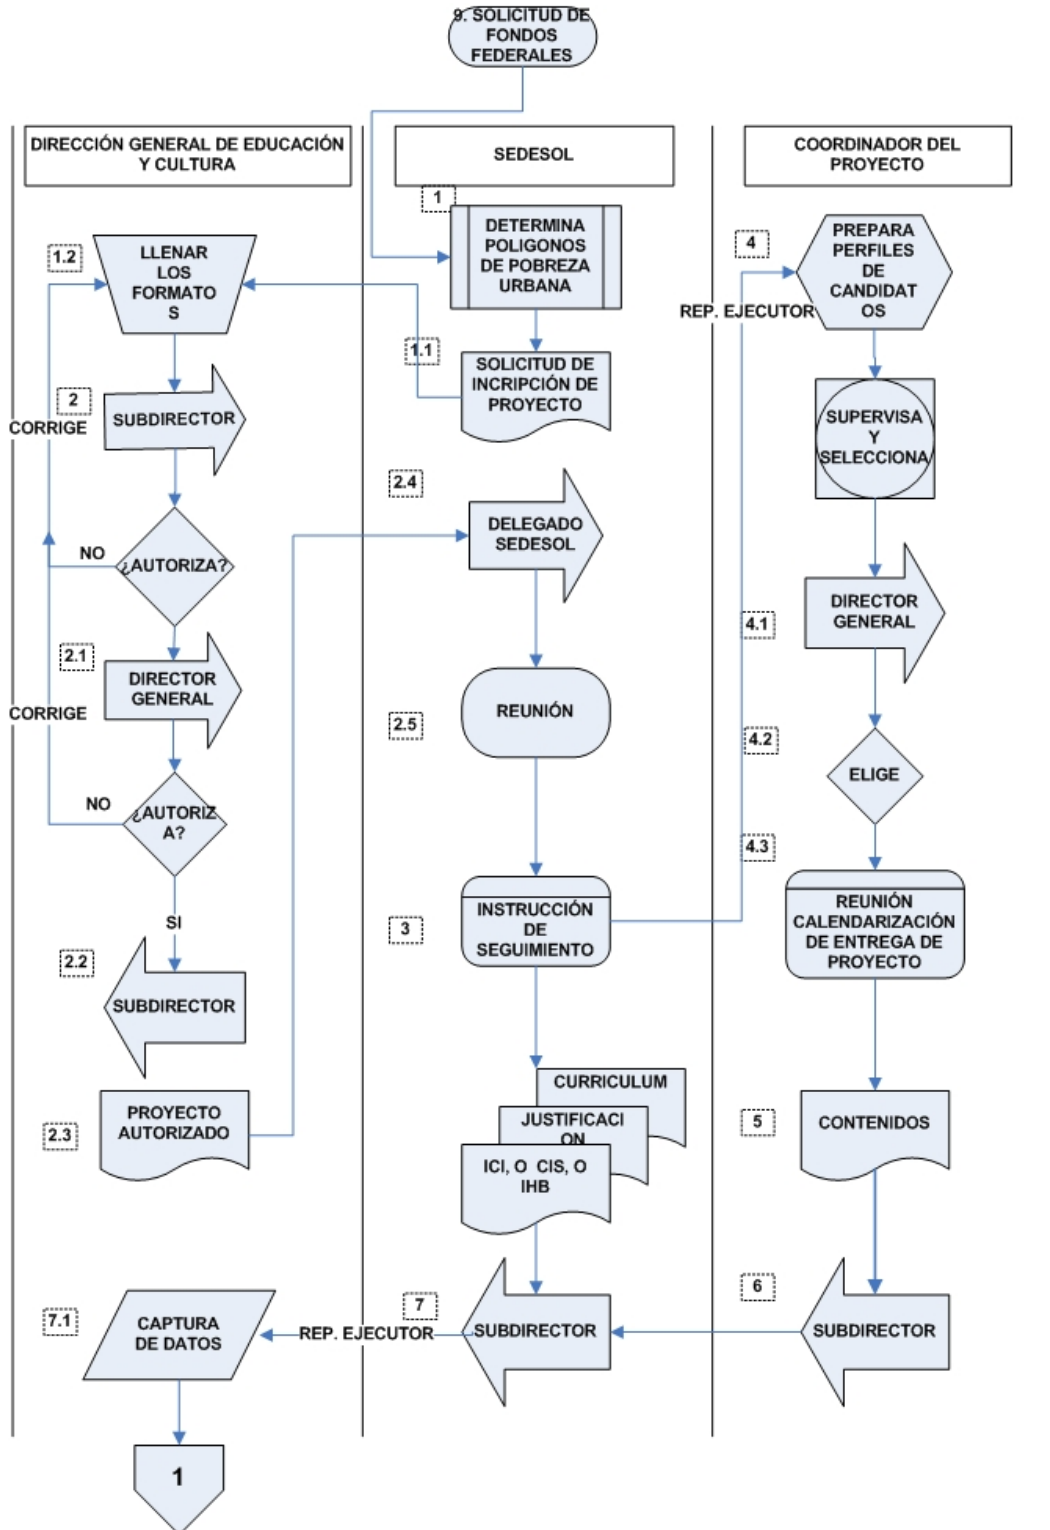 9. SOLICITUD DE
FONDOS
FEDERALES
DIRECCIÓN GENERAL DE EDUCACIÓN
Y CULTURA
SEDESOL
COORDINADOR DEL
PROYECTO
1
DETERMINA
POLIGONOS
DE POBREZA
URBANA
1.2
LLENAR
LOS
FORMATO
S
4
PREPARA
PERFILES
DE
CANDIDAT
OS
REP. EJECUTOR
1.1
SOLICITUD DE
INCRIPCIÓN DE
PROYECTO
2
CORRIGE
SUBDIRECTOR
SUPERVISA
Y
SELECCIONA
2.4
DELEGADO
SEDESOL
NO
¿AUTORIZA?
4.1
DIRECTOR
GENERAL
2.1
DIRECTOR
GENERAL
CORRIGE
2.5
REUNIÓN
4.2
ELIGE
NO
¿AUTORIZ
A?
4.3
REUNIÓN
CALENDARIZACIÓN
DE ENTREGA DE
PROYECTO
SI
3
INSTRUCCIÓN
DE
SEGUIMIENTO
2.2
SUBDIRECTOR
CURRICULUM
JUSTIFICACI
ON
ICI, O CIS, O
IHB
2.3
PROYECTO
AUTORIZADO
5
CONTENIDOS
6
SUBDIRECTOR
7
SUBDIRECTOR
REP. EJECUTOR
7.1
CAPTURA
DE DATOS
1